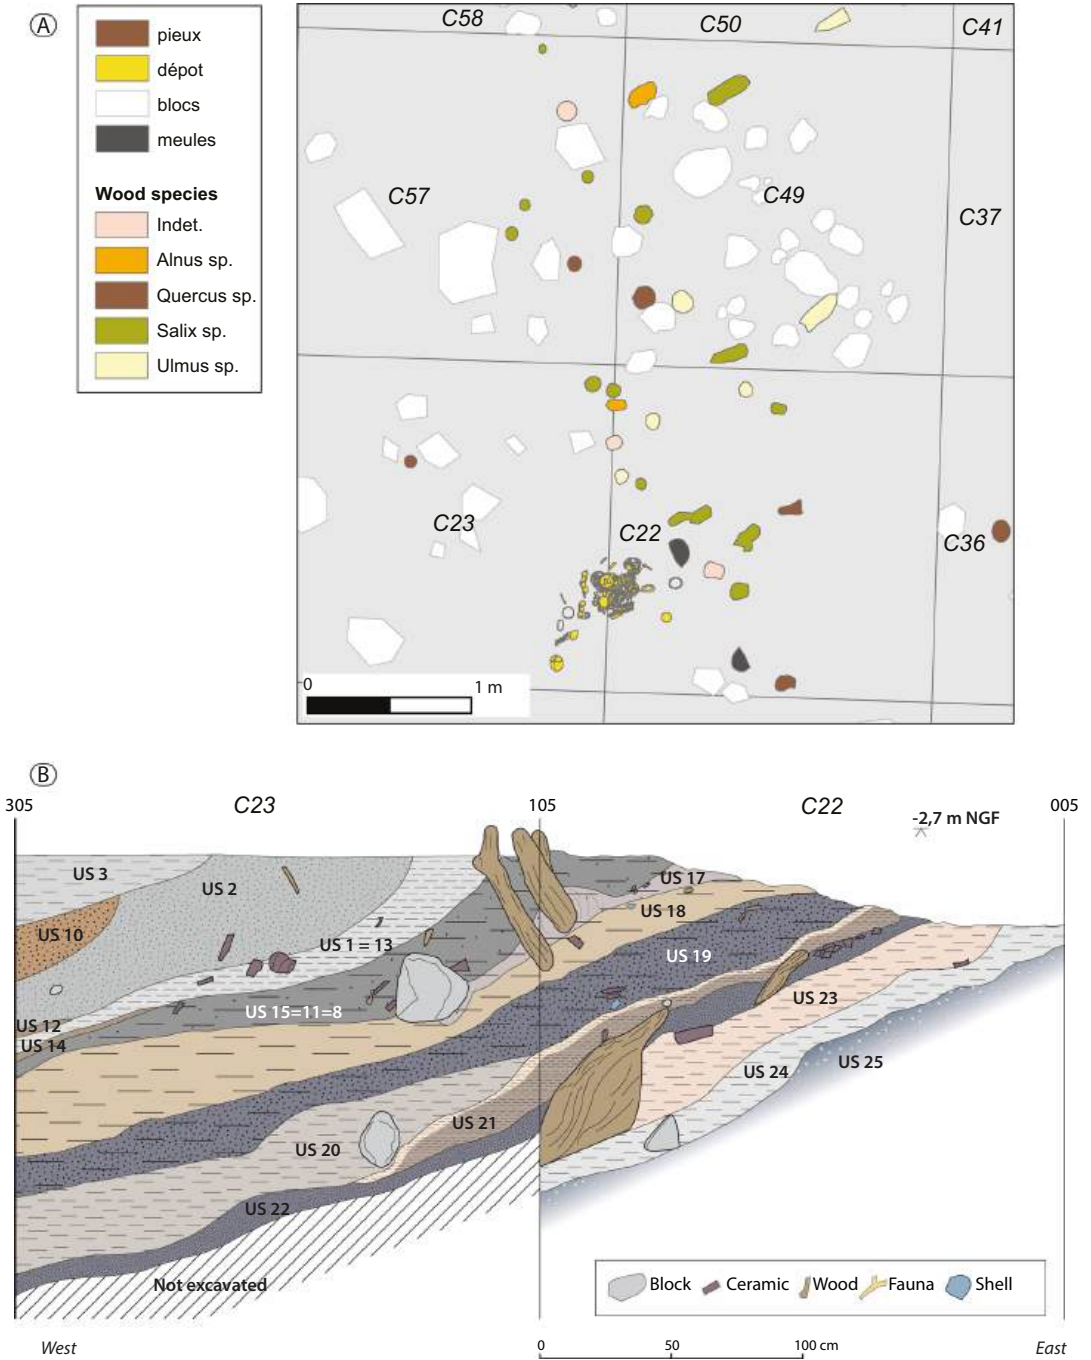 A
pieux
dépot
blocs
meules
Wood species
Indet.
Alnus sp.
Quercus sp.
Salix sp.
Ulmus sp.
C58
C50
C41
C57
C49
C37
C23
C22
C36
0 1 m
B
305 C23 105 C22 005
-2,7 m NGF
US 3
US 2
US 17
US 10
US 18
US 1 = 13
US 19
US 15=11=8
US 23
US 12
US 14
US 25
US 24
US 21
US 20
US 22
Not excavated
Block Ceramic Wood Fauna Shell
West 0 50 100 cm East